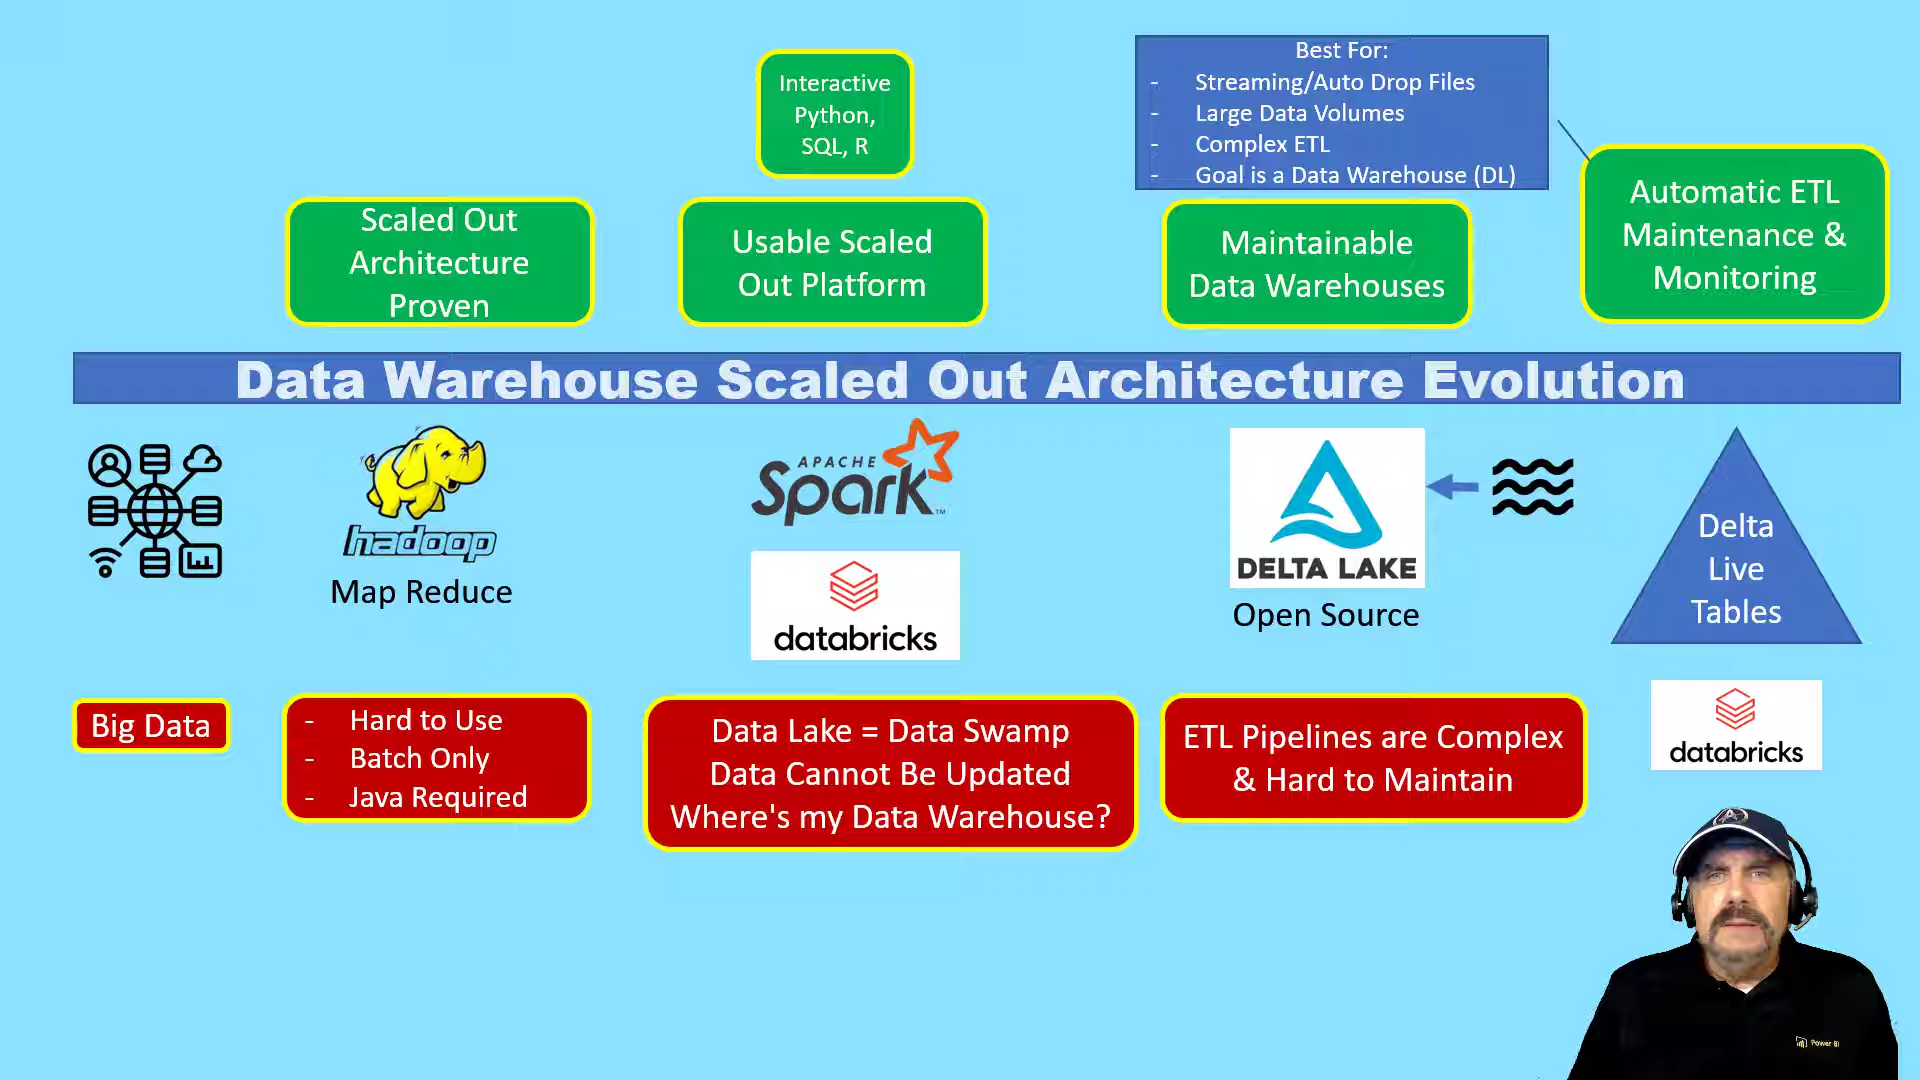 Interactive
Python,
SQL, R
Best For:
- Streaming/Auto Drop Files
- Large Data Volumes
- Complex ETL
- Goal is a Data Warehouse (DL)
Scaled Out
Architecture
Proven
Usable Scaled
Out Platform
Maintainable
Data Warehouses
Automatic ETL
Maintenance &
Monitoring
Data Warehouse Scaled Out Architecture Evolution
hadoop
Map Reduce
APACHE
Spark™
databricks
DELTA LAKE
Open Source
Delta
Live
Tables
databricks
Big Data
- Hard to Use
- Batch Only
- Java Required
Data Lake = Data Swamp
Data Cannot Be Updated
Where's my Data Warehouse?
ETL Pipelines are Complex
& Hard to Maintain
Power BI